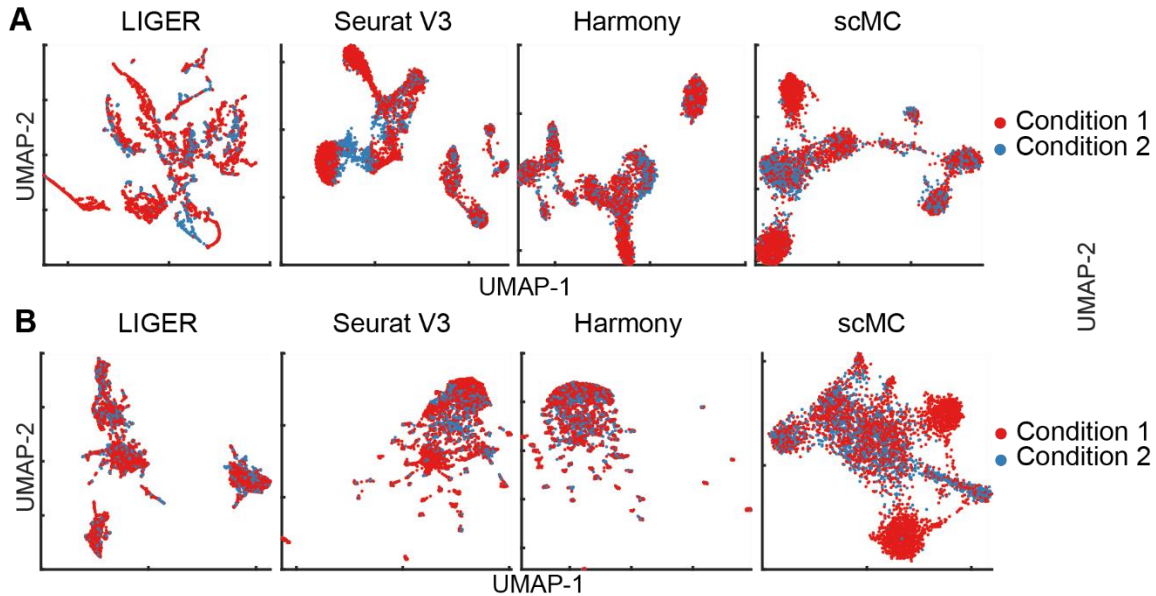 A
LIGER
Seurat V3
Harmony
scMC
UMAP-2
Condition 1
Condition 2
UMAP-1
UMAP-2
B
LIGER
Seurat V3
Harmony
scMC
UMAP-2
Condition 1
Condition 2
UMAP-1